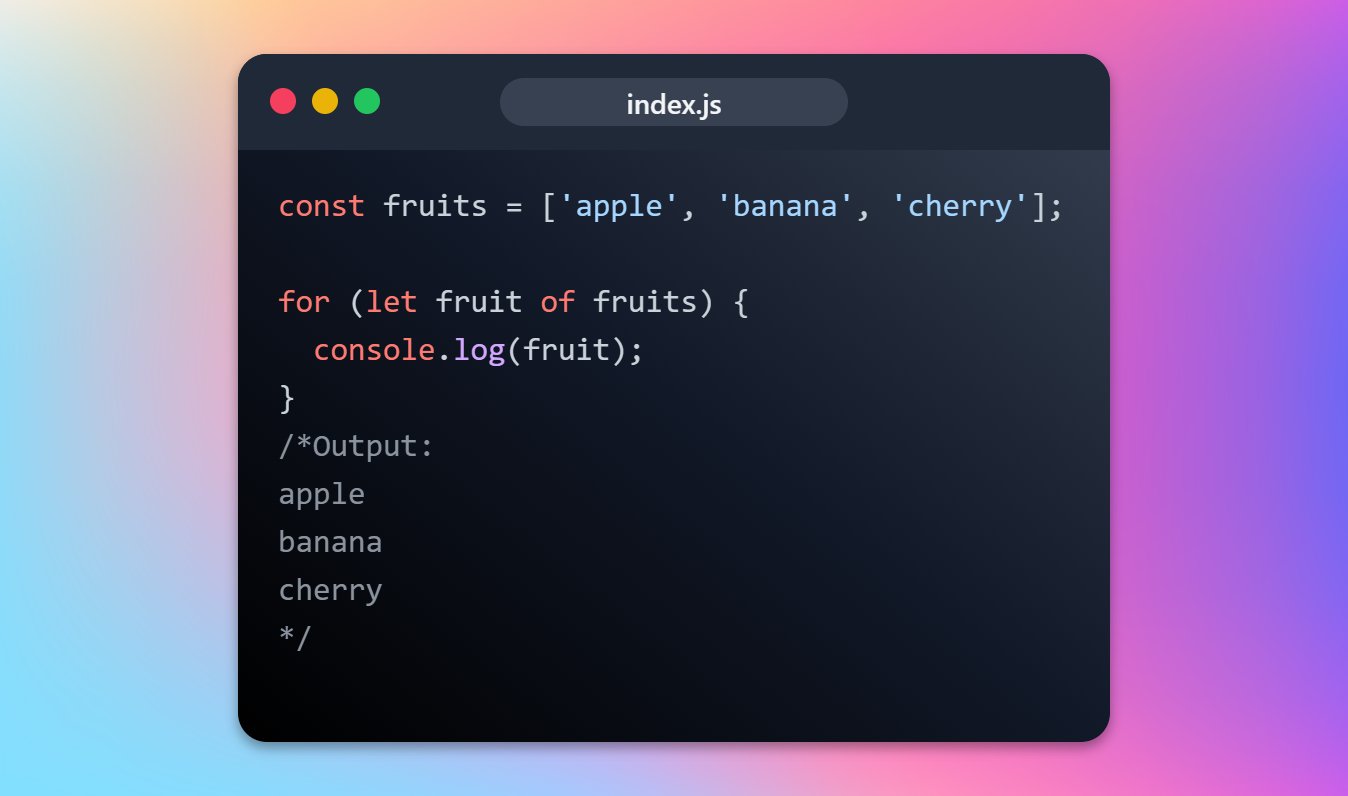 index.js
const fruits = ['apple', 'banana', 'cherry'];
for (let fruit of fruits) {
  console.log(fruit);
}
/*Output:
apple
banana
cherry
*/